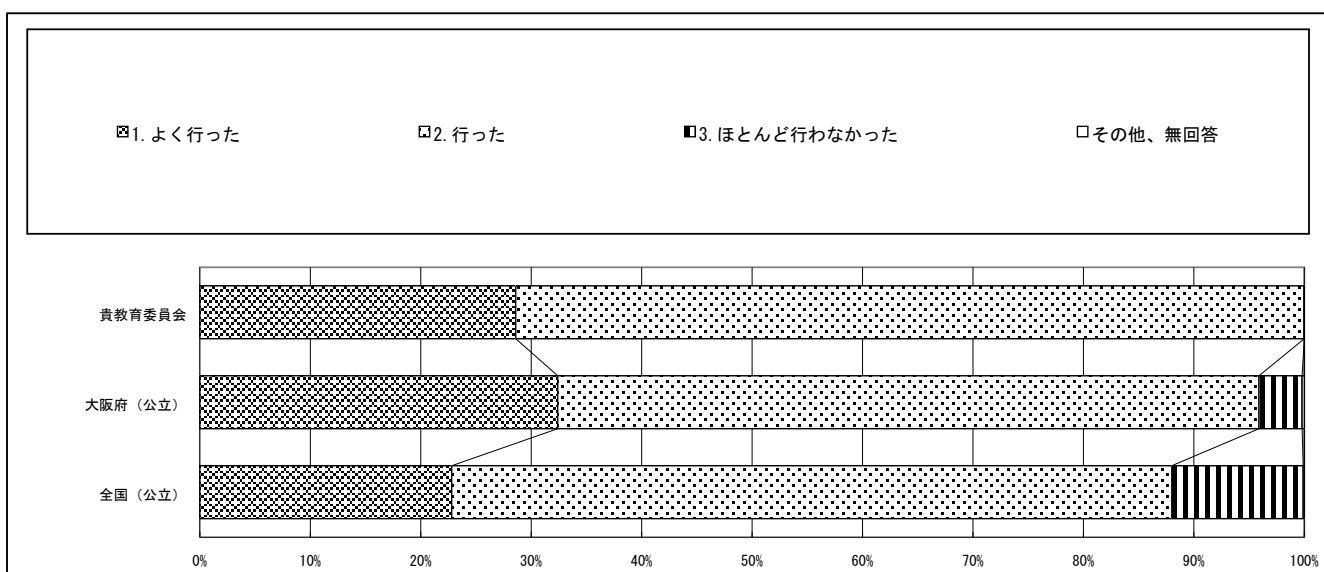 1. よく行った 2. 行った 3. ほとんど行わなかった その他、無回答
貴教育委員会
大阪府（公立）
全国（公立）
0% 10% 20% 30% 40% 50% 60% 70% 80% 90% 100%